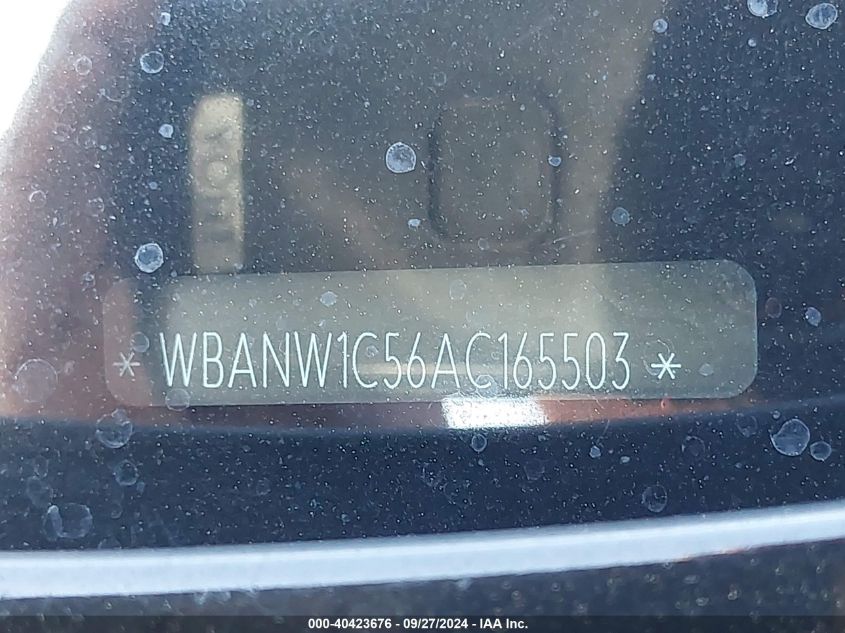 * WBANW1C56AC165503 *
000-40423676 - 09/27/2024 - IAA Inc.